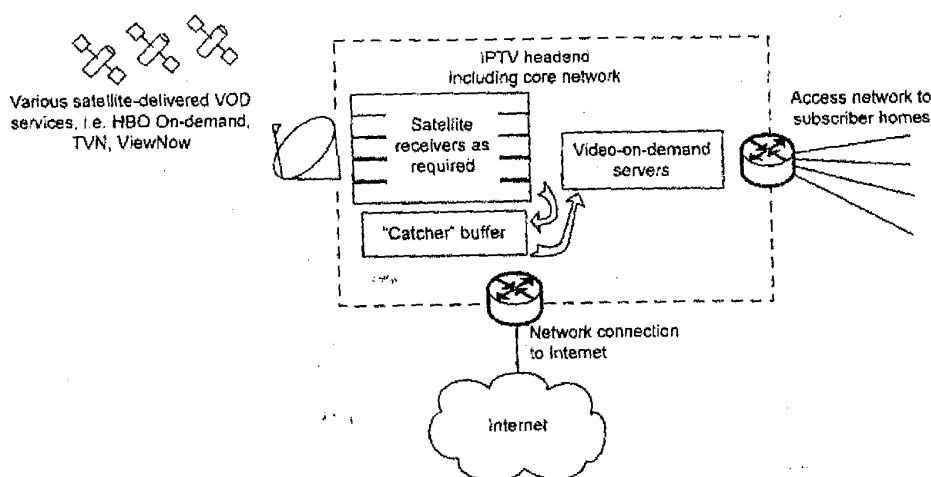 IPTV headend
including core network
Various satellite-delivered VOD
services, i.e. HBO On-demand,
TVN, ViewNow
Satellite
receivers as
required
Video-on-demand
servers
Access network to
subscriber homes
"Catcher" buffer
Network connection
to Internet
Internet